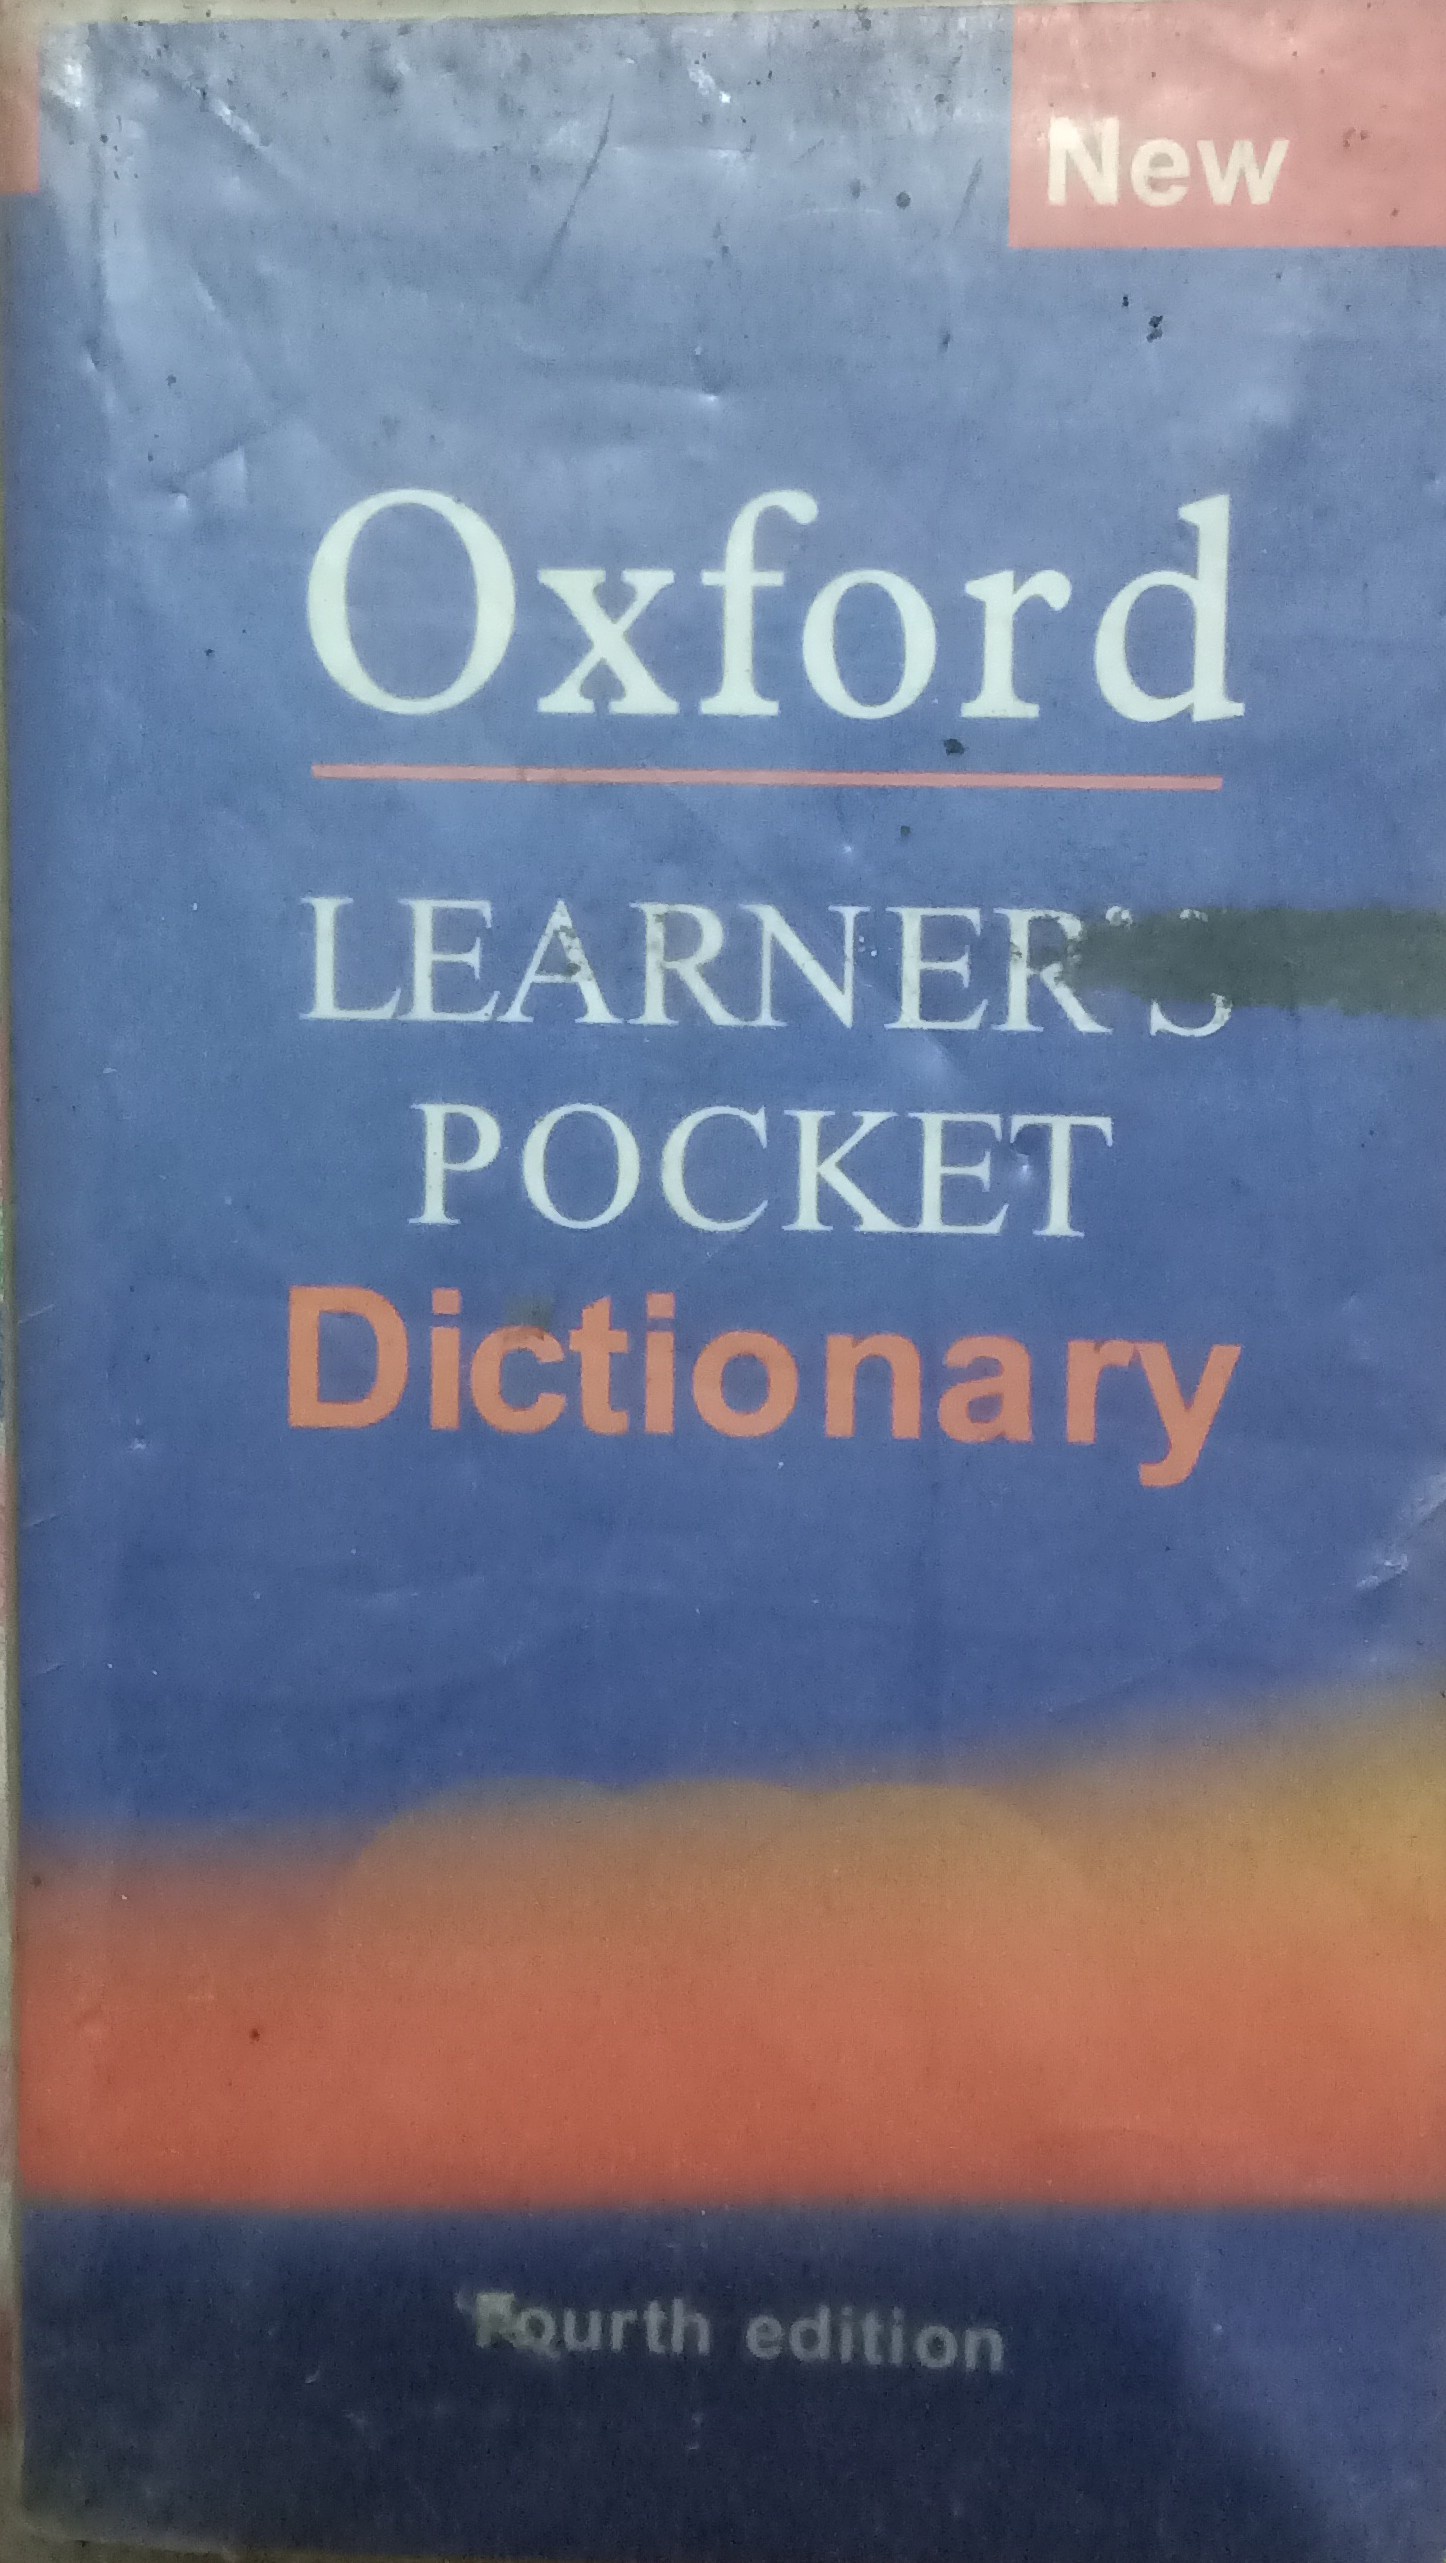 New
Oxford
LEARNER'S
POCKET
Dictionary
Fourth edition